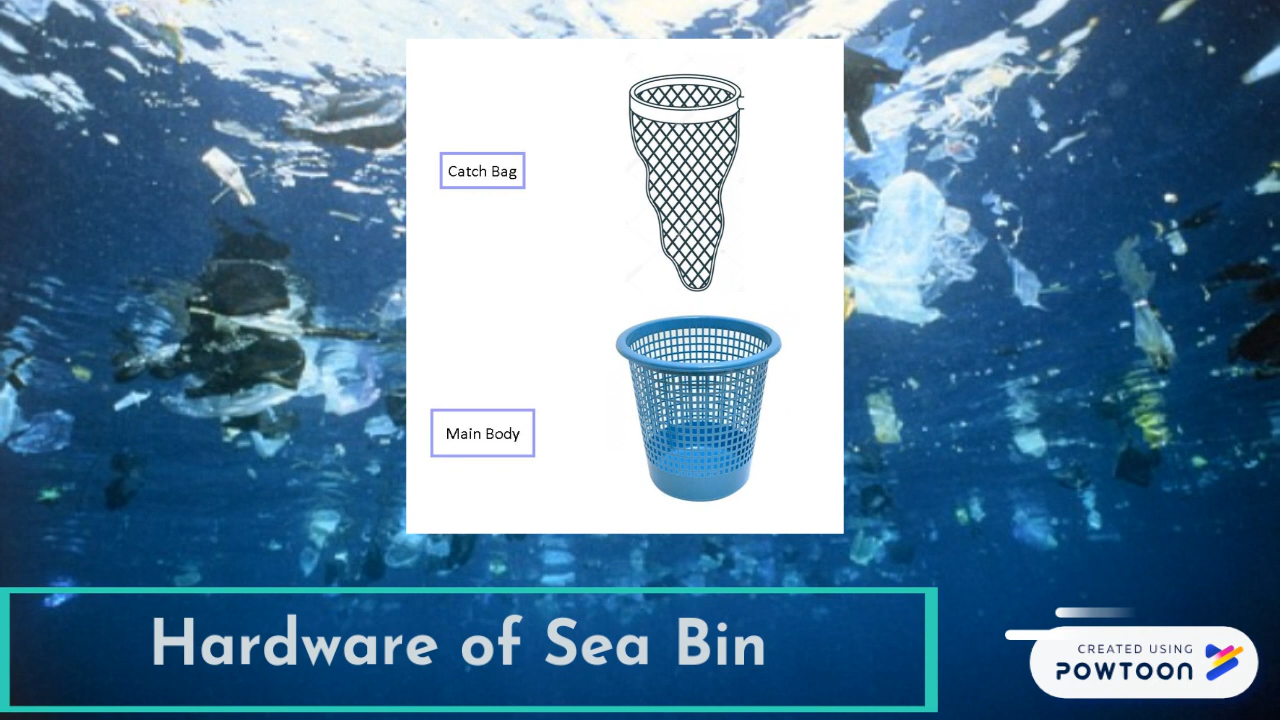 Catch Bag
Main Body
Hardware of Sea Bin
CREATED USING
POWTOON